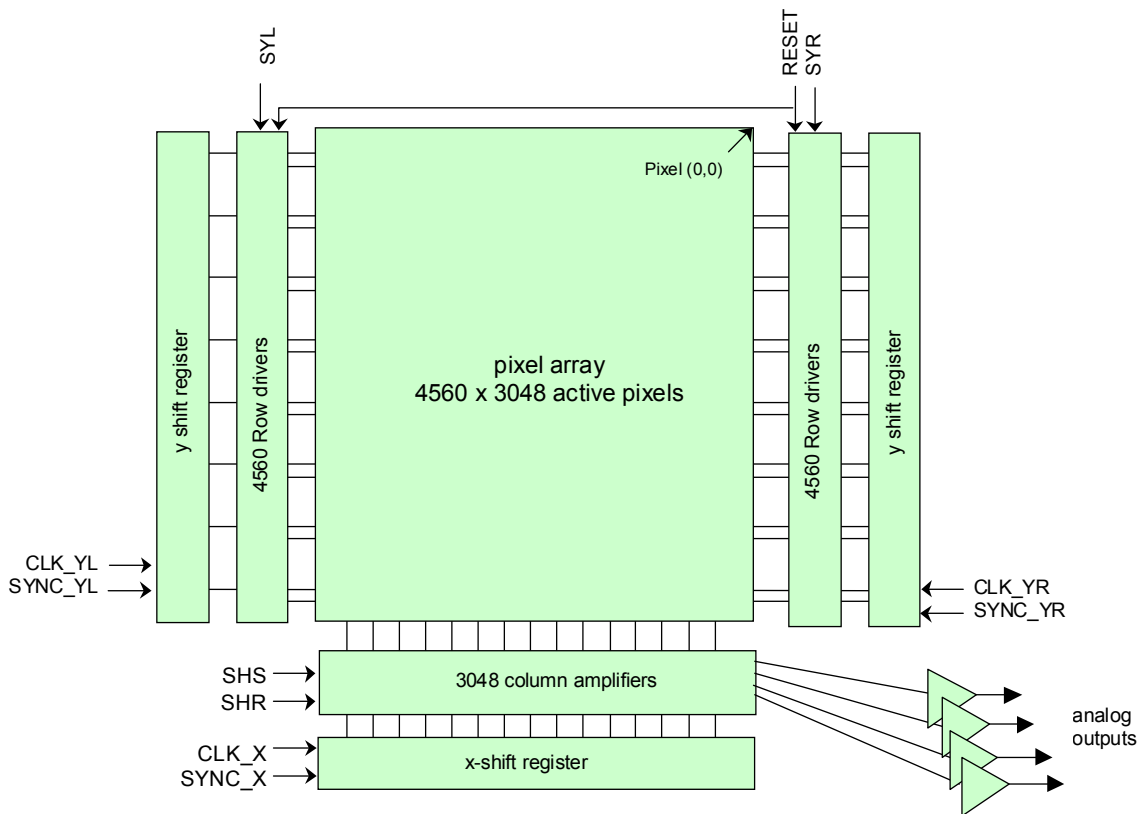 SYL
RESET
SYR
Pixel (0,0)
y shift register
4560 Row drivers
pixel array
4560 x 3048 active pixels
4560 Row drivers
y shift register
CLK_YL
SYNC_YL
CLK_YR
SYNC_YR
SHS
SHR
3048 column amplifiers
analog
outputs
CLK_X
SYNC_X
x-shift register